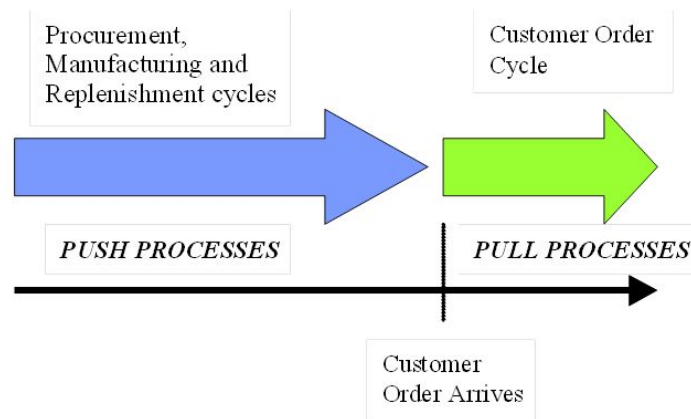 Procurement,
Manufacturing and
Replenishment cycles
Customer Order
Cycle
PUSH PROCESSES
PULL PROCESSES
Customer
Order Arrives